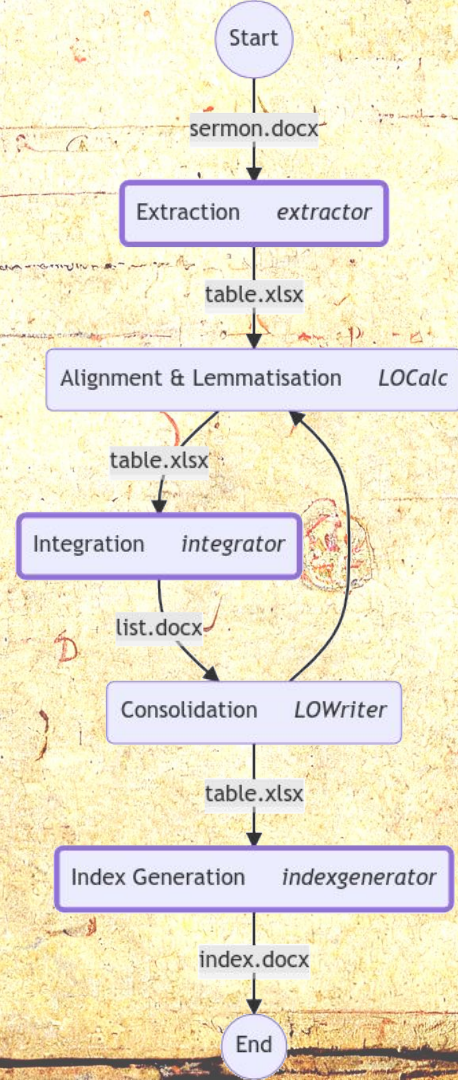 Start
sermon.docx
Extraction extractor
table.xlsx
Alignment & Lemmatisation LOCalc
table.xlsx
Integration integrator
list.docx
Consolidation LOWriter
table.xlsx
Index Generation indexgenerator
index.docx
End